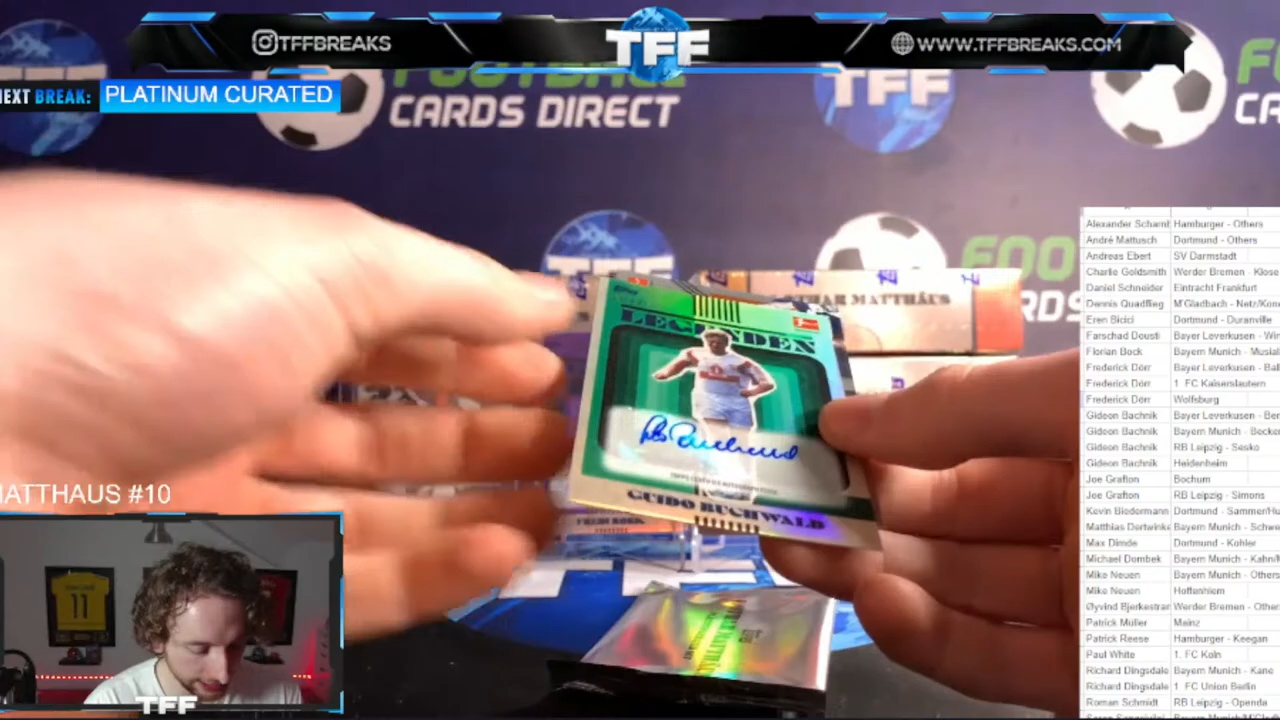 TFFBREAKS
TFF
WWW.TFFBREAKS.COM
NEXT BREAK: PLATINUM CURATED
FOOTBALL
CARDS DIRECT
TFF
LEGENDEN
GUIDO BUCHWALD
MATTHÄUS
MATTHAUS #10
11
TFF
Alexander Scharnh Hamburger - Others
André Mattusch Dortmund - Others
Andreas Ebert SV Darmstadt
Charlie Goldsmith Werder Bremen - Klose
Daniel Schneider Eintracht Frankfurt
Dennis Quadflieg M'Gladbach - Netz/Kone
Eren Bicici Dortmund - Duranville
Farschad Dousti Bayer Leverkusen - Wir
Florian Bock Bayern Munich - Musial
Frederick Dörr Bayer Leverkusen - Ball
Frederick Dörr 1. FC Kaiserslautern
Frederick Dörr Wolfsburg
Gideon Bachnik Bayer Leverkusen - Ber
Gideon Bachnik Bayern Munich - Becken
Gideon Bachnik RB Leipzig - Sesko
Gideon Bachnik Heidenheim
Joe Grafton Bochum
Joe Grafton RB Leipzig - Simons
Kevin Biedermann Dortmund - Sammer/Hu
Matthias Dertwinke Bayern Munich - Schwe
Max Dimde Dortmund - Kohler
Michael Dombek Bayern Munich - Kahn/
Mike Neuen Bayern Munich - Others
Mike Neuen Hoffenheim
Øyvind Bjerkestran Werder Bremen - Other
Patrick Müller Mainz
Patrick Reese Hamburger - Keegan
Paul White 1. FC Koln
Richard Dingsdale Bayern Munich - Kane
Richard Dingsdale 1. FC Union Berlin
Roman Schmidt RB Leipzig - Openda